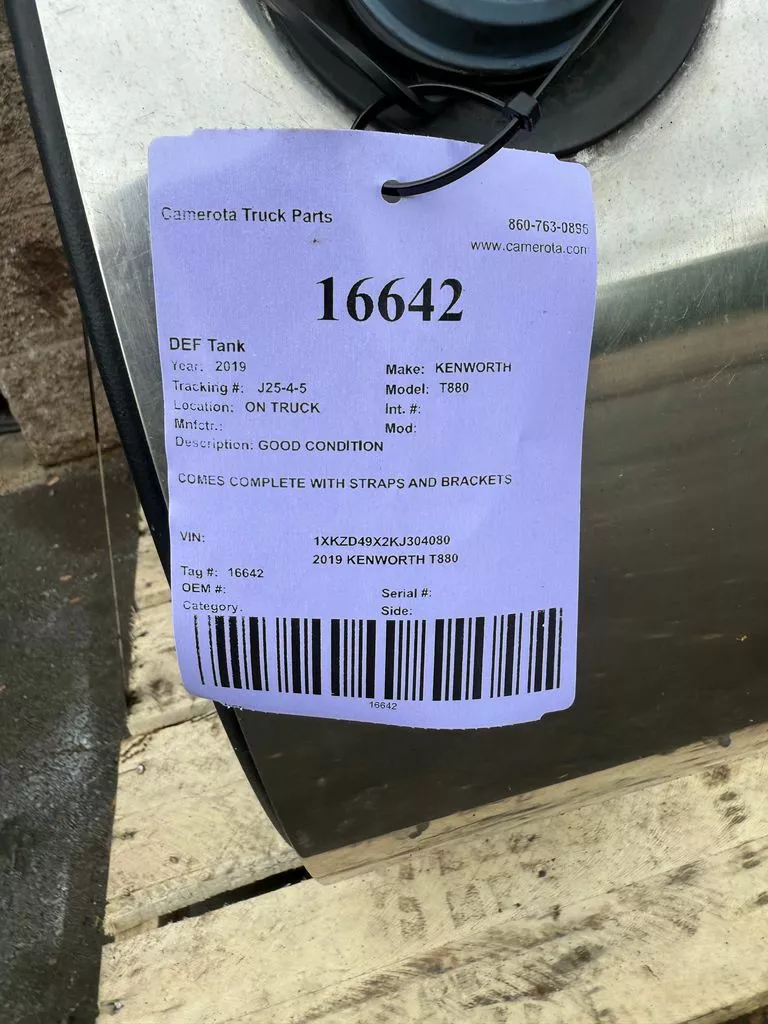 Camerota Truck Parts
860-763-0896
www.camerota.com
16642
DEF Tank
Year: 2019
Make: KENWORTH
Tracking #: J25-4-5
Model: T880
Location: ON TRUCK
Int. #:
Mnfctr.:
Mod:
Description: GOOD CONDITION
COMES COMPLETE WITH STRAPS AND BRACKETS
VIN: 1XKZD49X2KJ304080
2019 KENWORTH T880
Tag #: 16642
OEM #:
Serial #:
Category:
Side:
16642